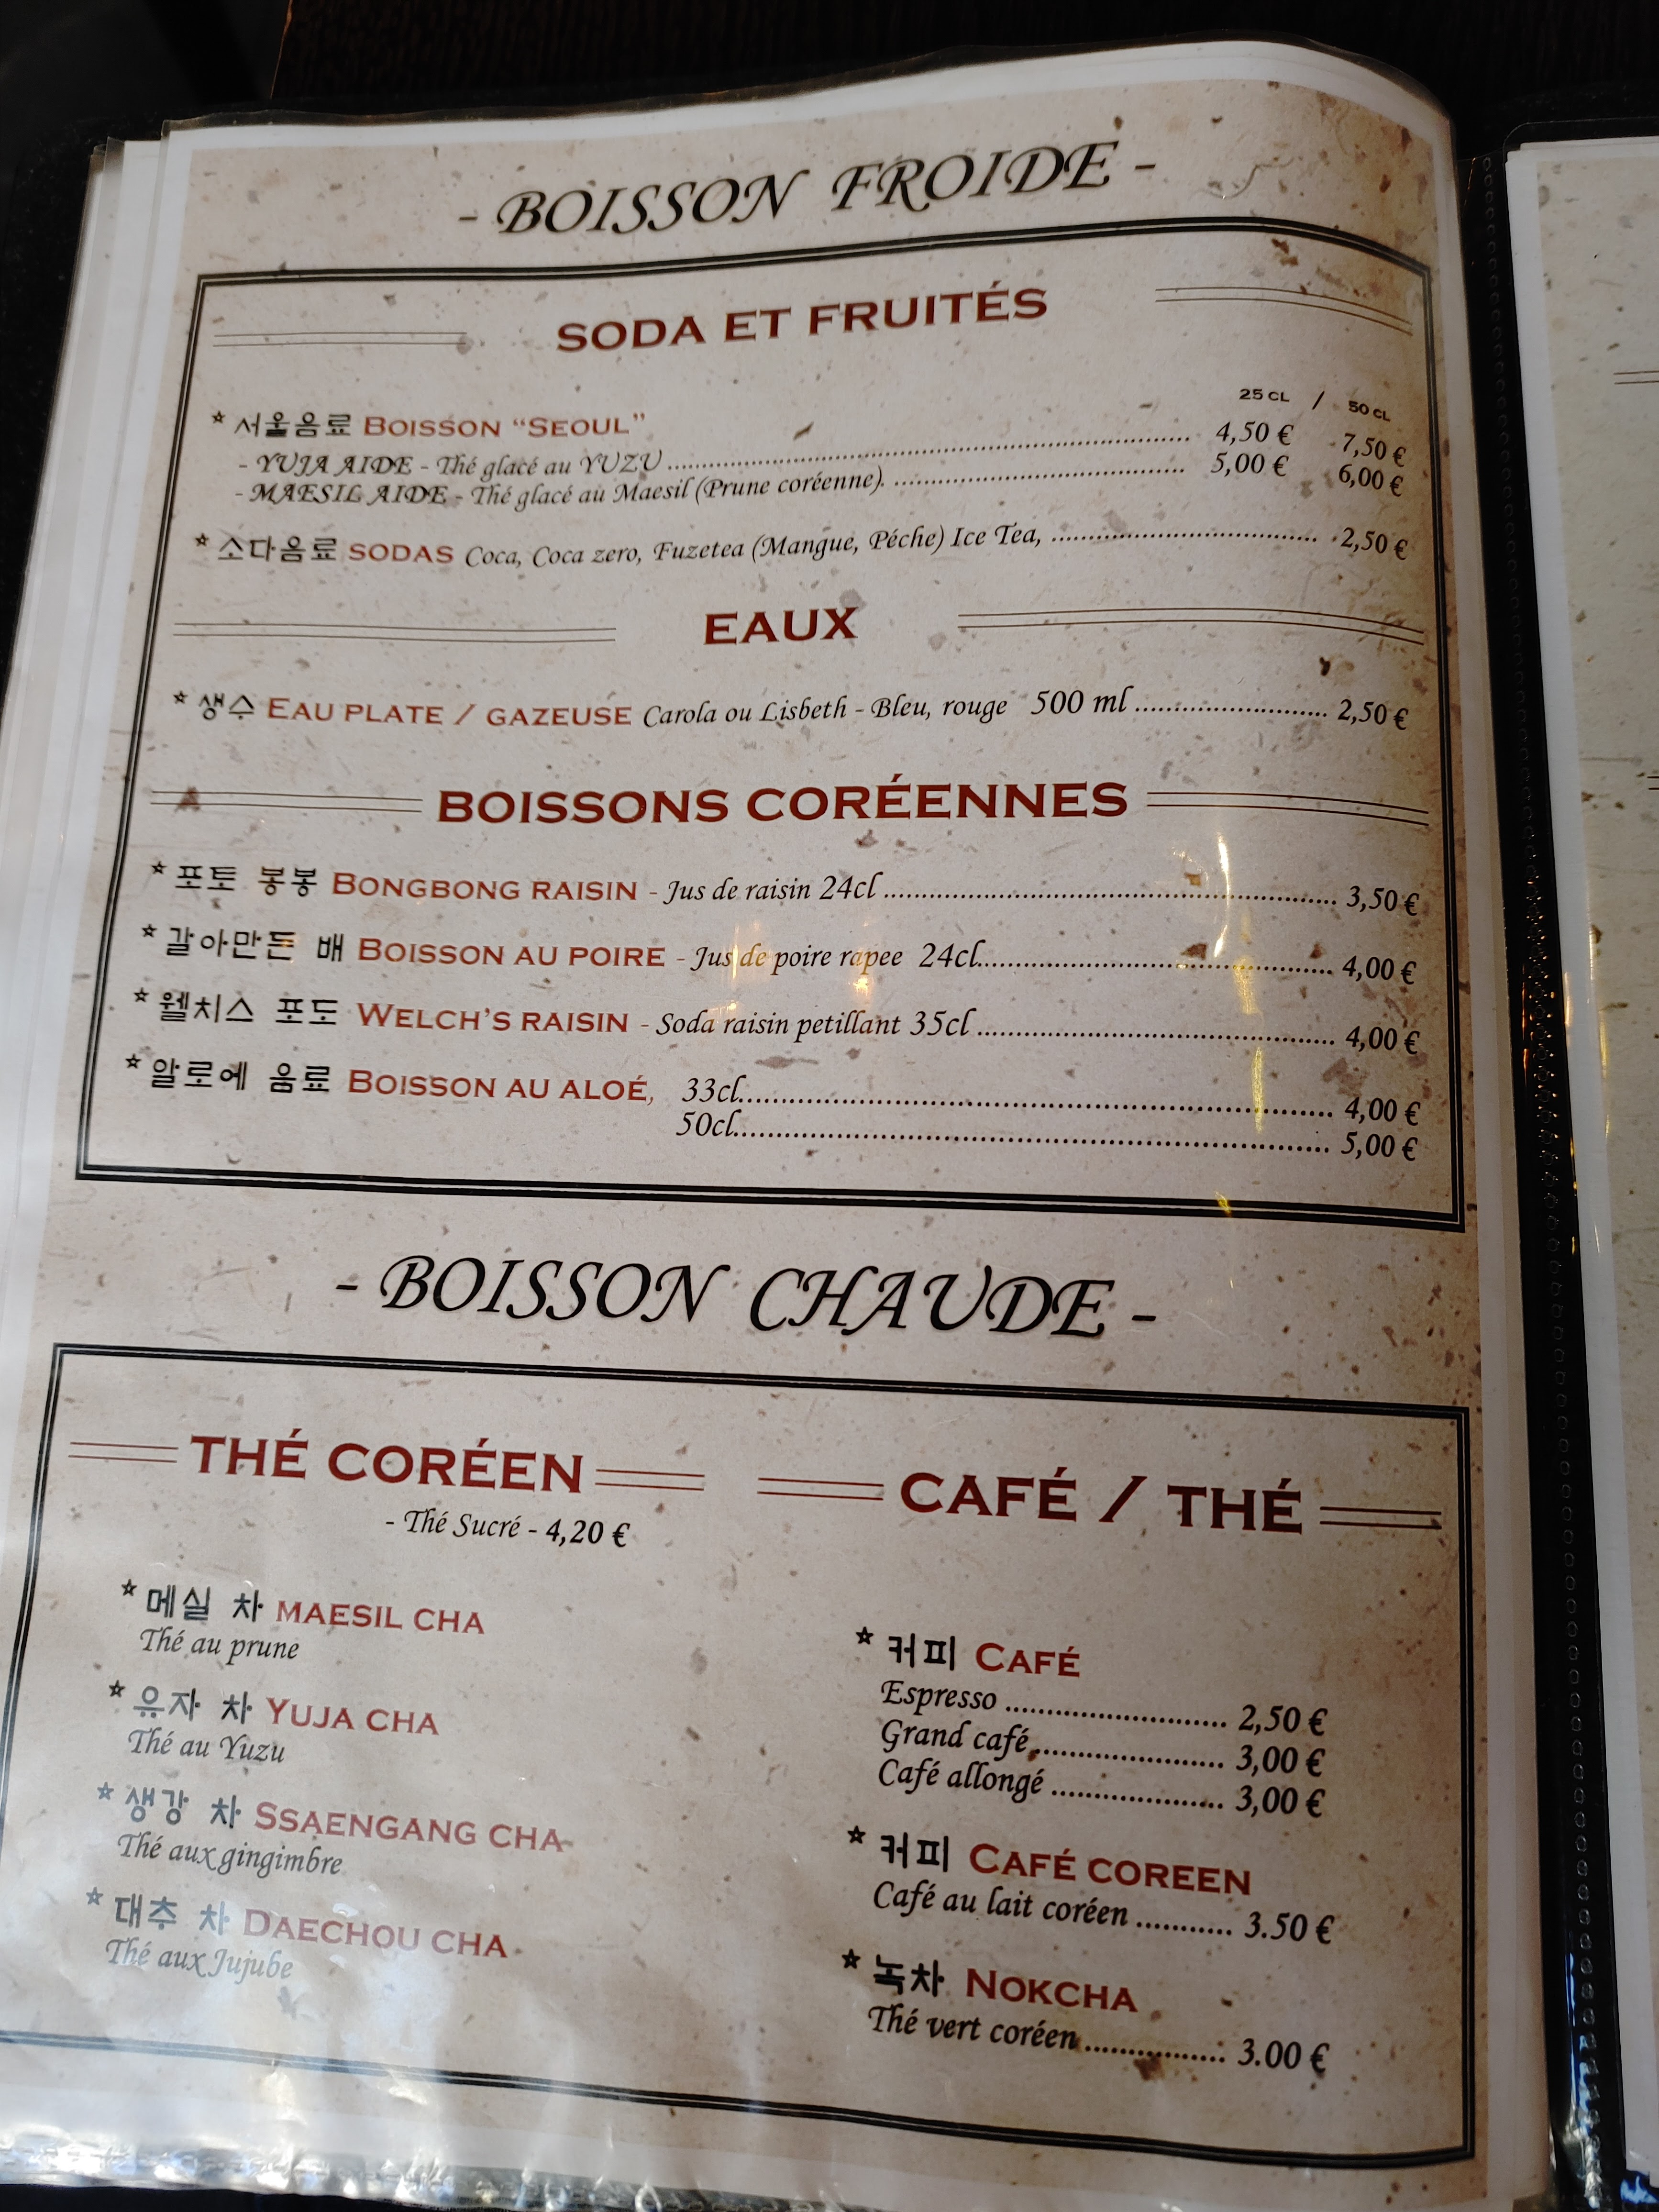 - BOISSON FROIDE -
SODA ET FRUITÉS
25 CL / 50 CL
* 서울음료 BOISSON "SEOUL"
- YUJA AIDE - Thé glacé au YUZU ........ 4,50 € 7,50 €
- MAESIL AIDE - Thé glacé au Maesil (Prune coréenne). ........ 5,00 € 6,00 €
* 소다음료 SODAS Coca, Coca zero, Fuzetea (Mangue, Péche) Ice Tea, ........ 2,50 €
EAUX
* 생수 EAU PLATE / GAZEUSE Carola ou Lisbeth - Bleu, rouge 500 ml ........ 2,50 €
BOISSONS CORÉENNES
* 포토 봉봉 BONGBONG RAISIN - Jus de raisin 24cl ........ 3,50 €
* 갈아만든 배 BOISSON AU POIRE - Jus de poire rapee 24cl ........ 4,00 €
* 웰치스 포도 WELCH'S RAISIN - Soda raisin petillant 35cl ........ 4,00 €
* 알로에 음료 BOISSON AU ALOÉ, 33cl ........ 4,00 €
50cl ........ 5,00 €
- BOISSON CHAUDE -
THÉ CORÉEN
- Thé Sucré - 4,20 €
* 메실 차 MAESIL CHA
Thé au prune
* 유자 차 YUJA CHA
Thé au Yuzu
* 생강 차 SSAENGANG CHA
Thé aux gingimbre
* 대추 차 DAECHOU CHA
Thé aux Jujube
CAFÉ / THÉ
* 커피 CAFÉ
Espresso ........ 2,50 €
Grand café ........ 3,00 €
Café allongé ........ 3,00 €
* 커피 CAFÉ COREEN
Café au lait coréen ........ 3.50 €
* 녹차 NOKCHA
Thé vert coréen ........ 3.00 €